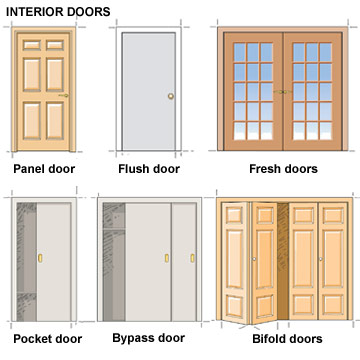 INTERIOR DOORS
Panel door
Flush door
Fresh doors
Pocket door
Bypass door
Bifold doors